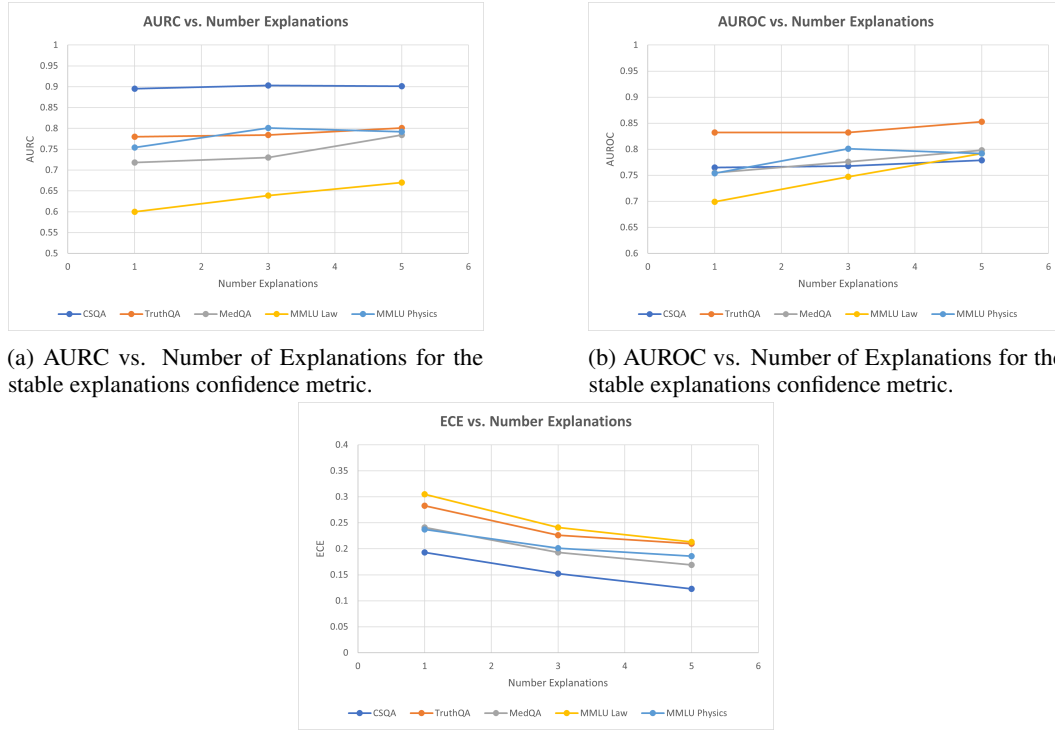 AURC vs. Number Explanations
1
0.95
0.9
0.85
0.8
0.75
0.7
0.65
0.6
0.55
0.5
AURC
0 1 2 3 4 5 6
Number Explanations
CSQA TruthQA MedQA MMLU Law MMLU Physics
(a) AURC vs. Number of Explanations for the
stable explanations confidence metric.
AUROC vs. Number Explanations
1
0.95
0.9
0.85
0.8
0.75
0.7
0.65
0.6
AUROC
0 1 2 3 4 5 6
Number Explanations
CSQA TruthQA MedQA MMLU Law MMLU Physics
(b) AUROC vs. Number of Explanations for
stable explanations confidence metric.
ECE vs. Number Explanations
0.4
0.35
0.3
0.25
0.2
0.15
0.1
0.05
0
ECE
0 1 2 3 4 5 6
Number Explanations
CSQA TruthQA MedQA MMLU Law MMLU Physics